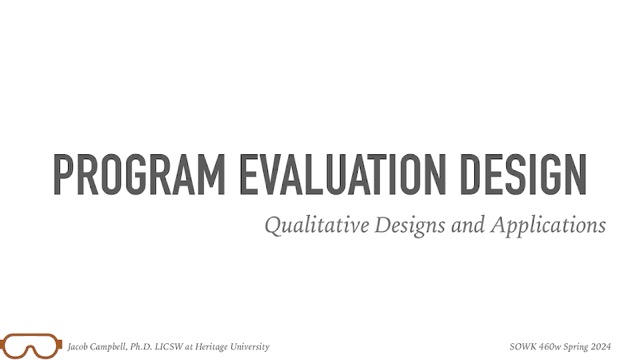 PROGRAM EVALUATION DESIGN
Qualitative Designs and Applications
Jacob Campbell, Ph.D. LICSW at Heritage University
SOWK 460w Spring 2024